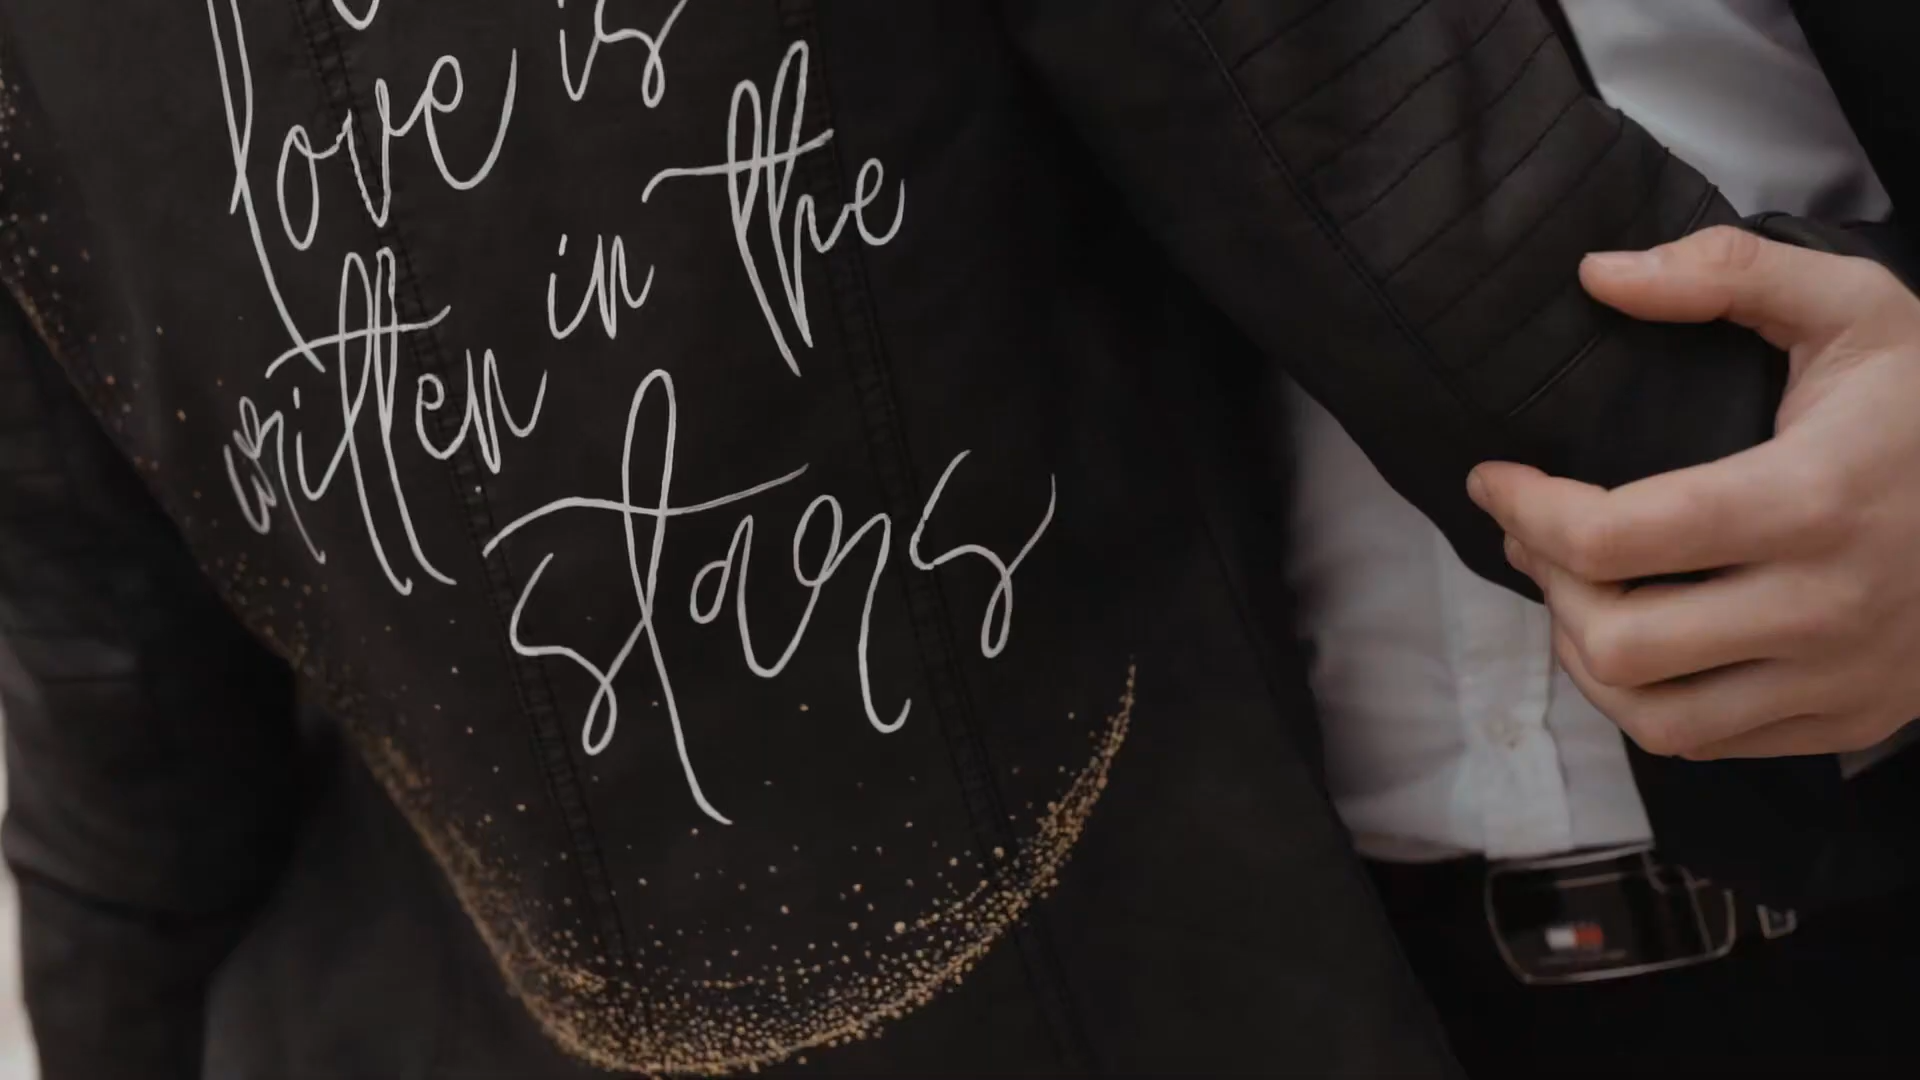 love is
written in the
stars